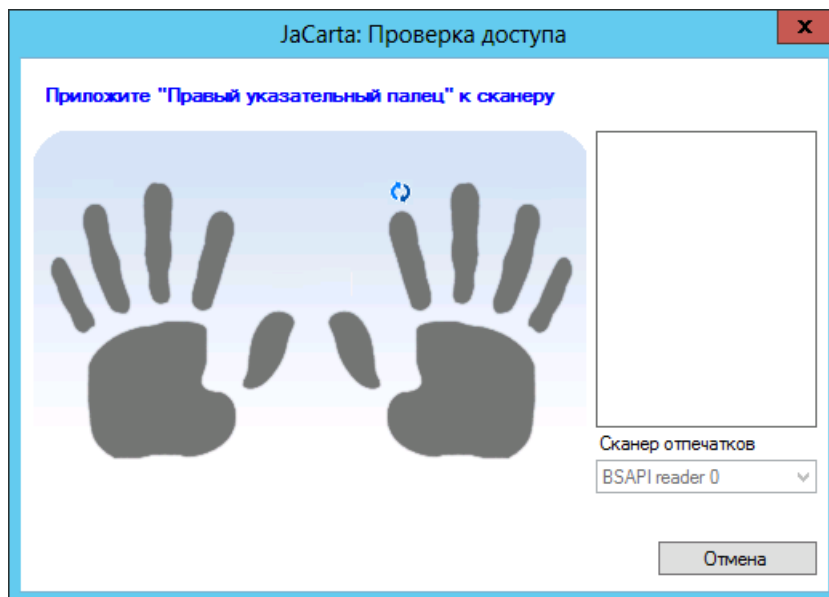 JaCarta: Проверка доступа
x
Приложите "Правый указательный палец" к сканеру
Сканер отпечатков
BSAPI reader 0
Отмена